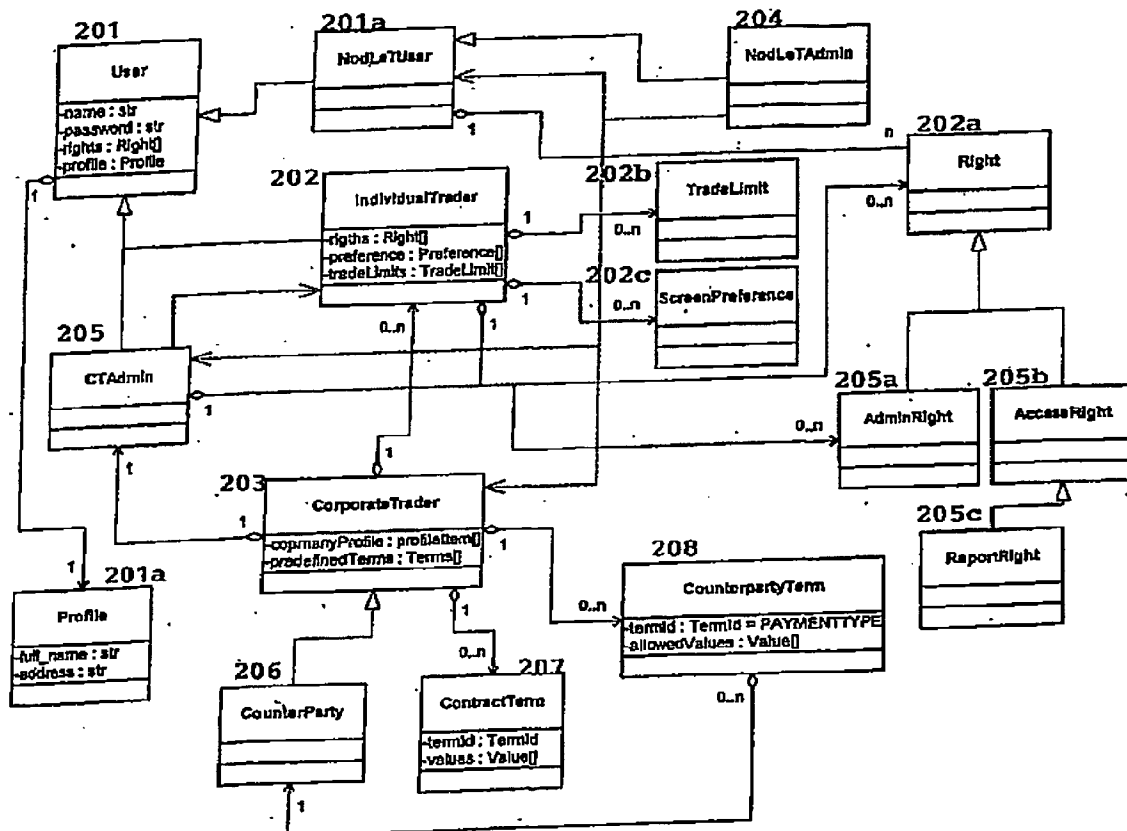 201
User
-name : str
-password : str
-rights : Right[]
-profile : Profile
1
201a
NodLeTUser
1
204
NodLeTAdmin
n
202a
Right
0..n
202
IndividualTrader
-rigths : Right[]
-preference : Preference[]
-tradeLimits : TradeLimit[]
1
1
0..n
1
202b
TradeLimit
0..n
202c
ScreenPreference
0..n
205
CTAdmin
1
1
205a
AdminRight
0..n
205b
AccessRight
205c
ReportRight
203
CorporateTrader
-copmanyProfile : profileItem[]
-predefinedTerms : Terms[]
1
1
1
1
208
CounterpartyTerm
-termId : TermId = PAYMENTTYPE
-allowedValues : Value[]
0..n
0..n
1
201a
Profile
-full_name : str
-address : str
206
CounterParty
1
0..n
207
ContractTerm
-termId : TermId
-values : Value[]